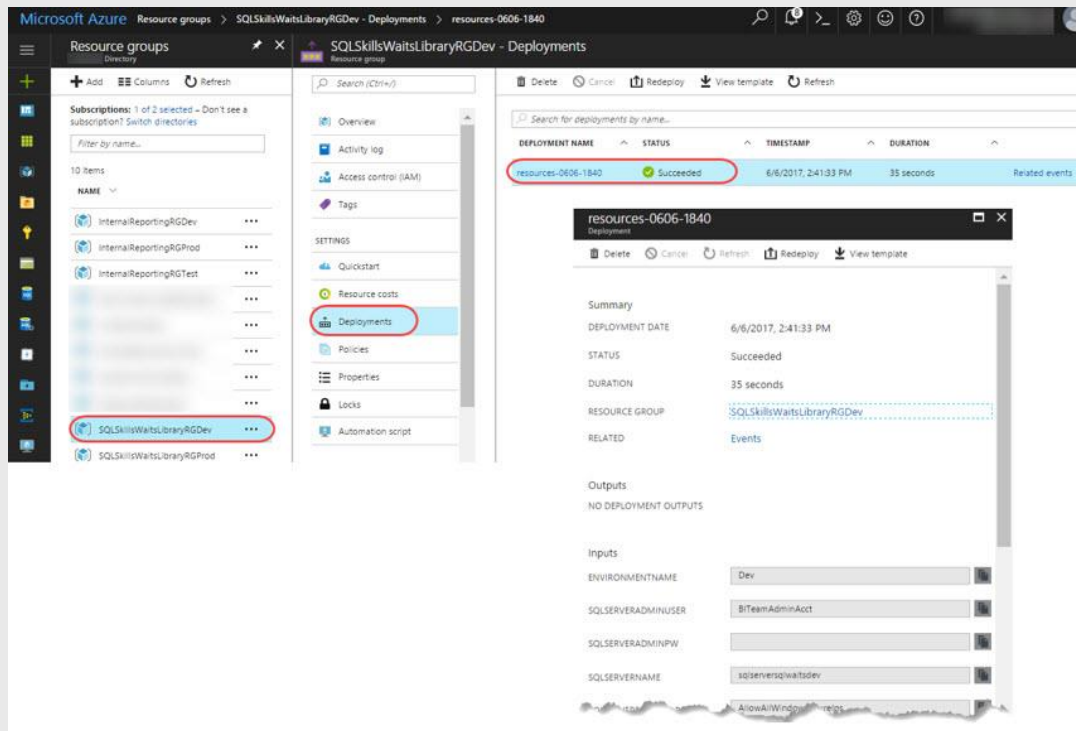 Microsoft Azure Resource groups > SQLSkillsWaitsLibraryRGDev - Deployments > resources-0606-1840
Resource groups
Directory
+ Add Columns Refresh
Subscriptions: 1 of 2 selected – Don't see a
subscription? Switch directories
Filter by name...
10 items
NAME
InternalReportingRGDev ...
InternalReportingRGProd ...
InternalReportingRGTest ...
...
...
...
...
...
SQLSkillsWaitsLibraryRGDev ...
SQLSkillsWaitsLibraryRGProd ...
SQLSkillsWaitsLibraryRGDev - Deployments
Resource group
Search (Ctrl+/)
Overview
Activity log
Access control (IAM)
Tags
SETTINGS
Quickstart
Resource costs
Deployments
Policies
Properties
Locks
Automation script
Delete Cancel Redeploy View template Refresh
Search for deployments by name...
DEPLOYMENT NAME STATUS TIMESTAMP DURATION
resources-0606-1840 Succeeded 6/6/2017, 2:41:33 PM 35 seconds Related events
resources-0606-1840
Deployment
Delete Cancel Refresh Redeploy View template
Summary
DEPLOYMENT DATE 6/6/2017, 2:41:33 PM
STATUS Succeeded
DURATION 35 seconds
RESOURCE GROUP SQLSkillsWaitsLibraryRGDev
RELATED Events
Outputs
NO DEPLOYMENT OUTPUTS
Inputs
ENVIRONMENTNAME Dev
SQLSERVERADMINUSER BITeamAdminAcct
SQLSERVERADMINPW
SQLSERVERNAME sqlserversqlwaitsdev